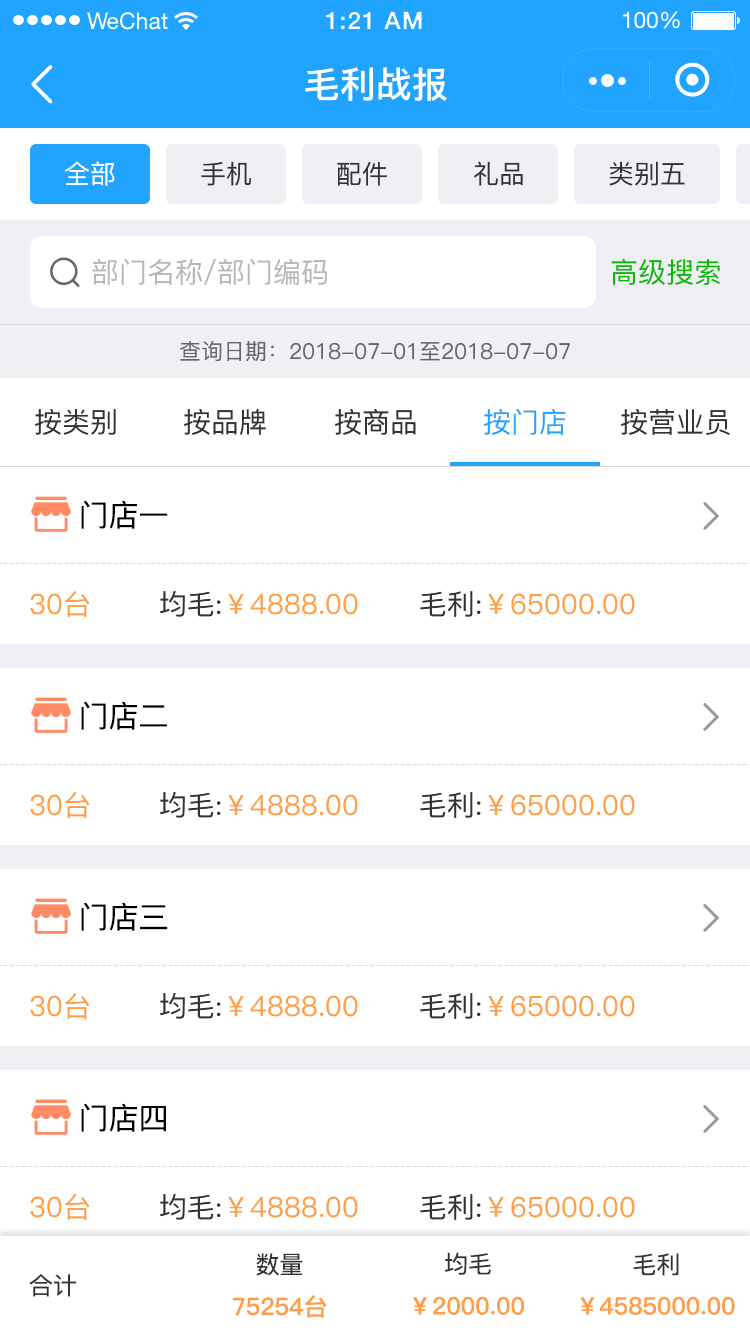 WeChat 1:21 AM 100%
毛利战报
全部 手机 配件 礼品 类别五
部门名称/部门编码 高级搜索
查询日期：2018-07-01至2018-07-07
按类别 按品牌 按商品 按门店 按营业员
门店一
30台 均毛:¥4888.00 毛利:¥65000.00
门店二
30台 均毛:¥4888.00 毛利:¥65000.00
门店三
30台 均毛:¥4888.00 毛利:¥65000.00
门店四
30台 均毛:¥4888.00 毛利:¥65000.00
合计 数量 均毛 毛利
75254台 ¥2000.00 ¥4585000.00